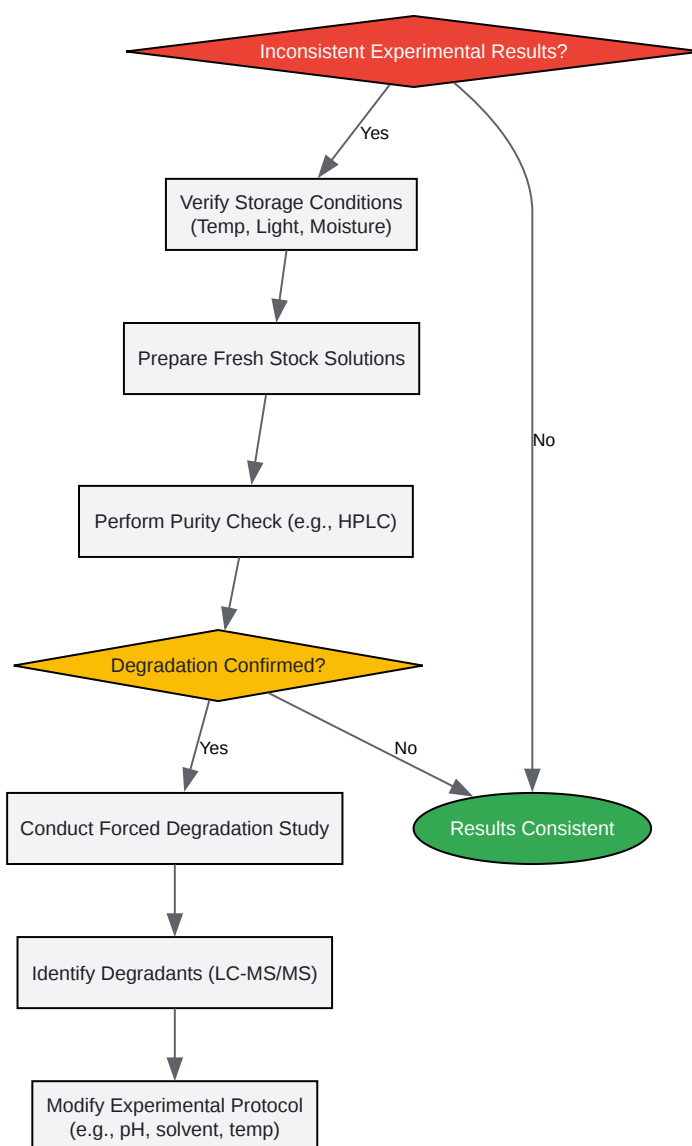 Inconsistent Experimental Results?
Yes
Verify Storage Conditions
(Temp, Light, Moisture)
Prepare Fresh Stock Solutions
No
Perform Purity Check (e.g., HPLC)
Degradation Confirmed?
Yes
No
Conduct Forced Degradation Study
Results Consistent
Identify Degradants (LC-MS/MS)
Modify Experimental Protocol
(e.g., pH, solvent, temp)